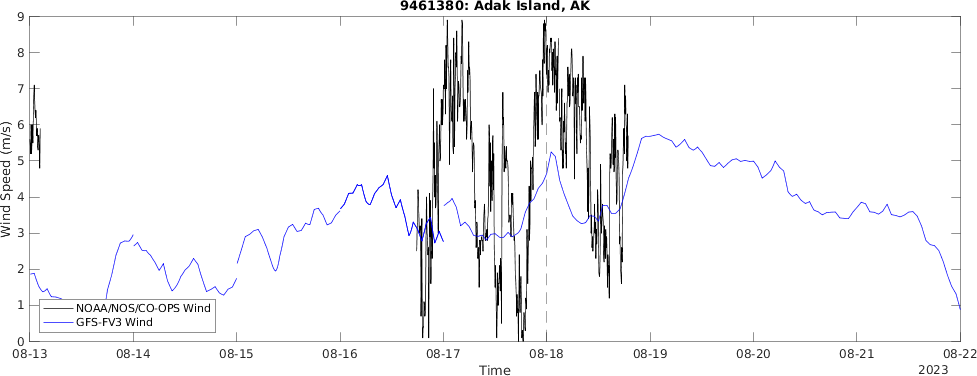 9461380: Adak Island, AK
Wind Speed (m/s)
9
8
7
6
5
4
3
2
1
0
NOAA/NOS/CO-OPS Wind
GFS-FV3 Wind
08-13 08-14 08-15 08-16 08-17 08-18 08-19 08-20 08-21 08-22
Time
2023